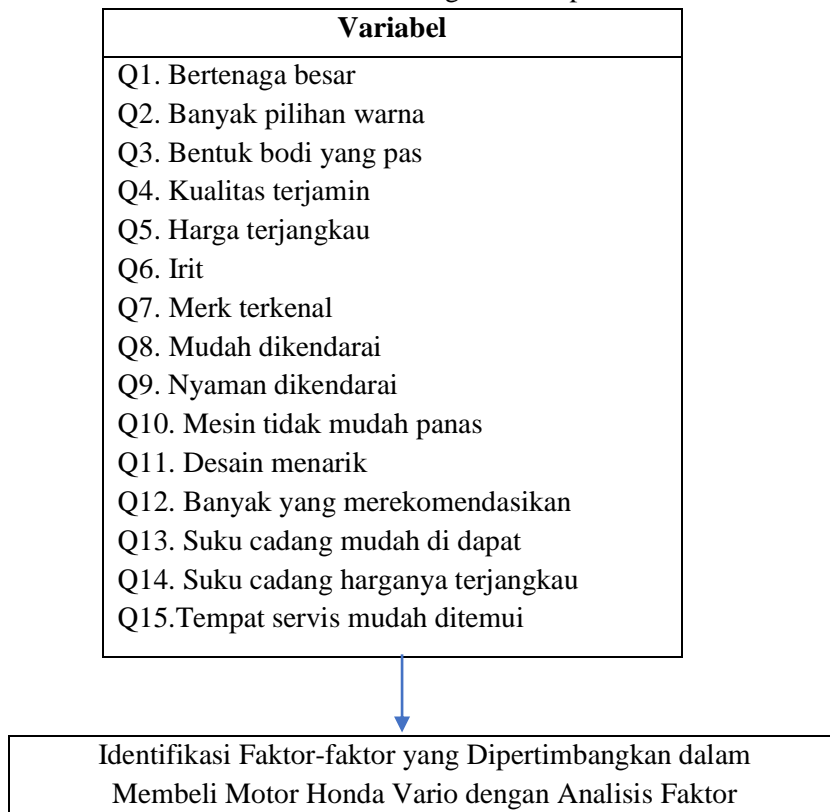 Variabel
Q1. Bertenaga besar
Q2. Banyak pilihan warna
Q3. Bentuk bodi yang pas
Q4. Kualitas terjamin
Q5. Harga terjangkau
Q6. Irit
Q7. Merk terkenal
Q8. Mudah dikendarai
Q9. Nyaman dikendarai
Q10. Mesin tidak mudah panas
Q11. Desain menarik
Q12. Banyak yang merekomendasikan
Q13. Suku cadang mudah di dapat
Q14. Suku cadang harganya terjangkau
Q15.Tempat servis mudah ditemui
Identifikasi Faktor-faktor yang Dipertimbangkan dalam
Membeli Motor Honda Vario dengan Analisis Faktor